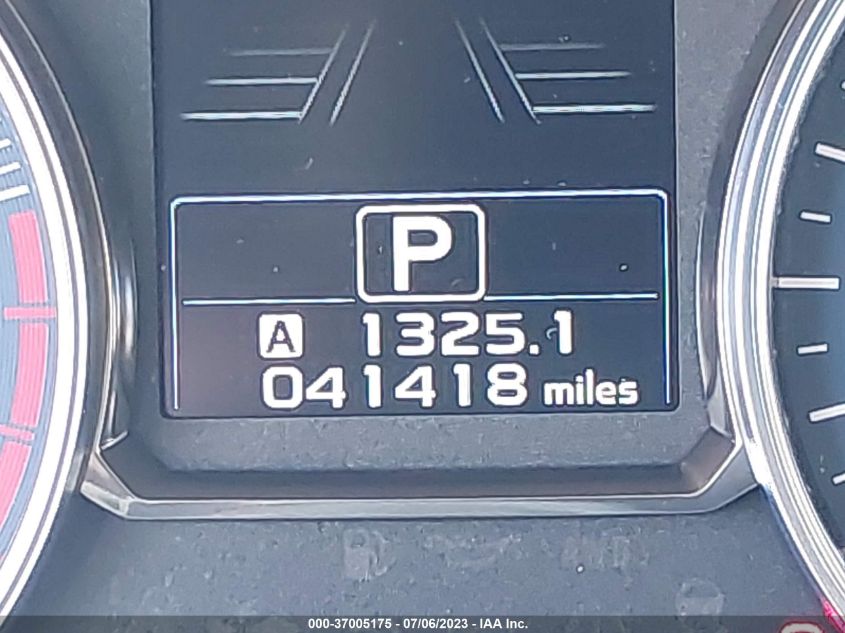 P
A 1325.1
041418 miles
000-37005175 - 07/06/2023 - © IAA Inc.